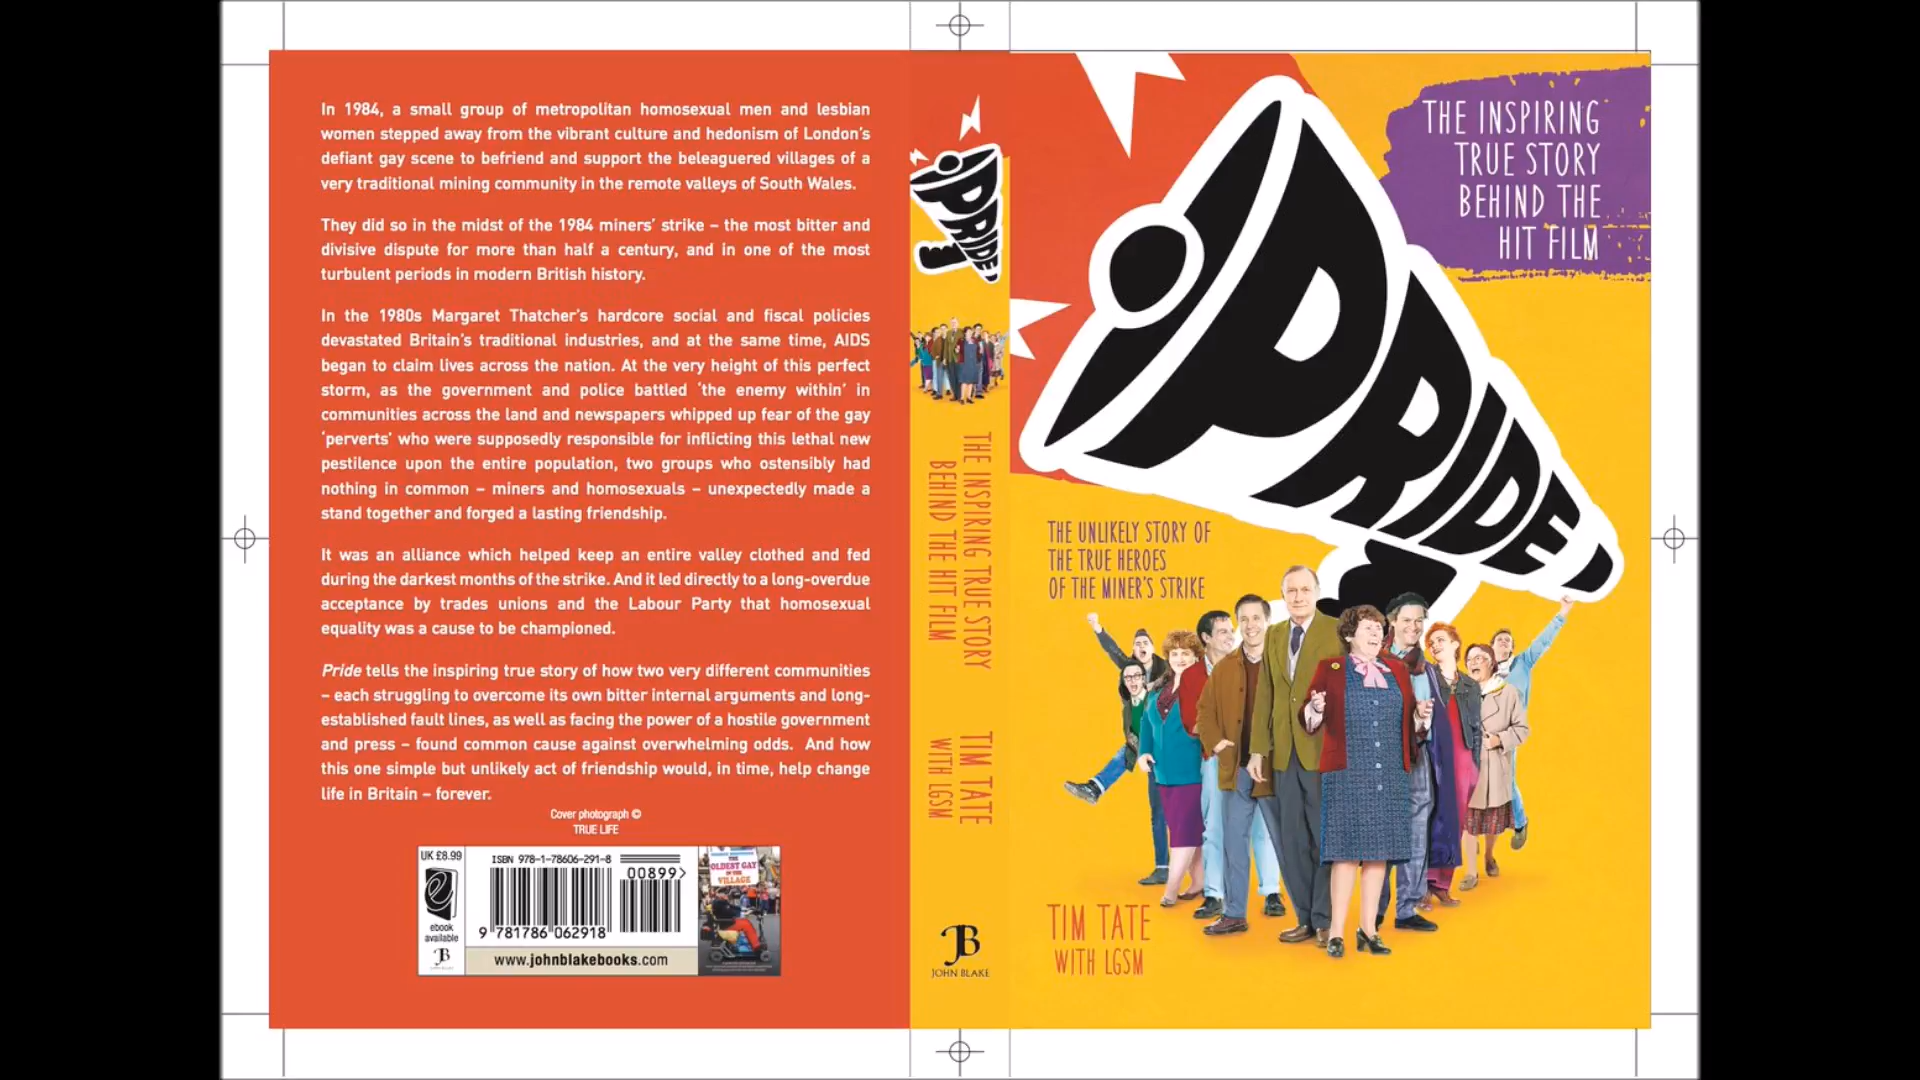 In 1984, a small group of metropolitan homosexual men and lesbian
women stepped away from the vibrant culture and hedonism of London's
defiant gay scene to befriend and support the beleaguered villages of a
very traditional mining community in the remote valleys of South Wales.
They did so in the midst of the 1984 miners' strike – the most bitter and
divisive dispute for more than half a century, and in one of the most
turbulent periods in modern British history.
In the 1980s Margaret Thatcher's hardcore social and fiscal policies
devastated Britain's traditional industries, and at the same time, AIDS
began to claim lives across the nation. At the very height of this perfect
storm, as the government and police battled 'the enemy within' in
communities across the land and newspapers whipped up fear of the gay
'perverts' who were supposedly responsible for inflicting this lethal new
pestilence upon the entire population, two groups who ostensibly had
nothing in common – miners and homosexuals – unexpectedly made a
stand together and forged a lasting friendship.
It was an alliance which helped keep an entire valley clothed and fed
during the darkest months of the strike. And it led directly to a long-overdue
acceptance by trades unions and the Labour Party that homosexual
equality was a cause to be championed.
Pride tells the inspiring true story of how two very different communities
– each struggling to overcome its own bitter internal arguments and long-
established fault lines, as well as facing the power of a hostile government
and press – found common cause against overwhelming odds. And how
this one simple but unlikely act of friendship would, in time, help change
life in Britain – forever.
Cover photograph ©
TRUE LIFE
UK £8.99
ebook
available
JB
ISBN 978-1-78606-291-8
00899>
9 781786 062918
www.johnblakebooks.com
THE
OLDEST GAY
IN THE
VILLAGE
PRIDE
THE INSPIRING TRUE STORY
BEHIND THE HIT FILM
TIM TATE
WITH LGSM
JB
JOHN BLAKE
THE INSPIRING
TRUE STORY
BEHIND THE
HIT FILM
PRIDE
THE UNLIKELY STORY OF
THE TRUE HEROES
OF THE MINER'S STRIKE
TIM TATE
WITH LGSM